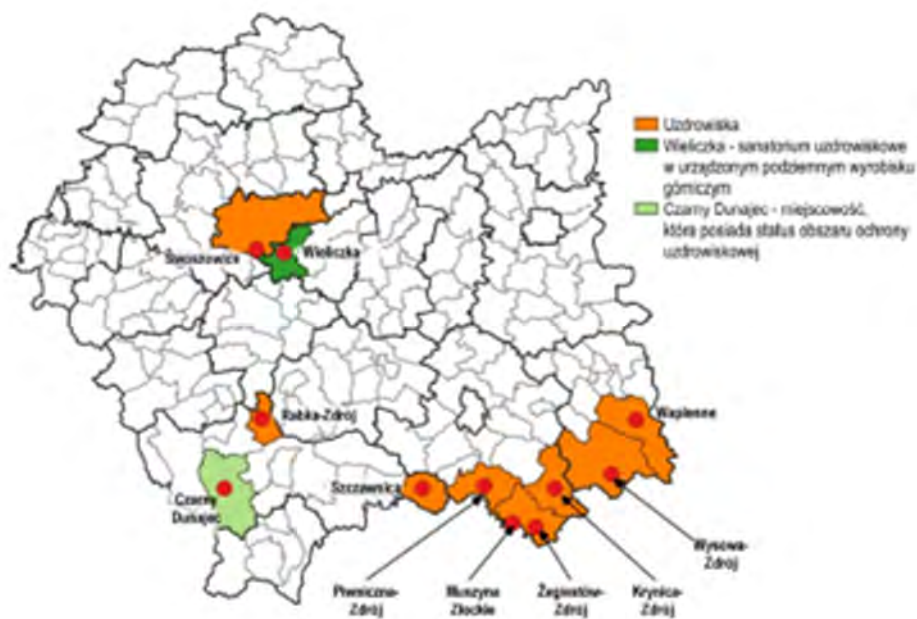 Uzdrowiska
Wieliczka - sanatorium uzdrowiskowe
w urządzonym podziemnym wyrobisku
górniczym
Czarny Dunajec - miejscowość,
która posiada status obszaru ochrony
uzdrowiskowej
Swoszowice
Wieliczka
Rabka-Zdrój
Wapienne
Szczawnica
Czarny
Dunajec
Wysowa-
Zdrój
Piwniczna-
Zdrój
Muszyna
Złockie
Żegiestów-
Zdrój
Krynica-
Zdrój